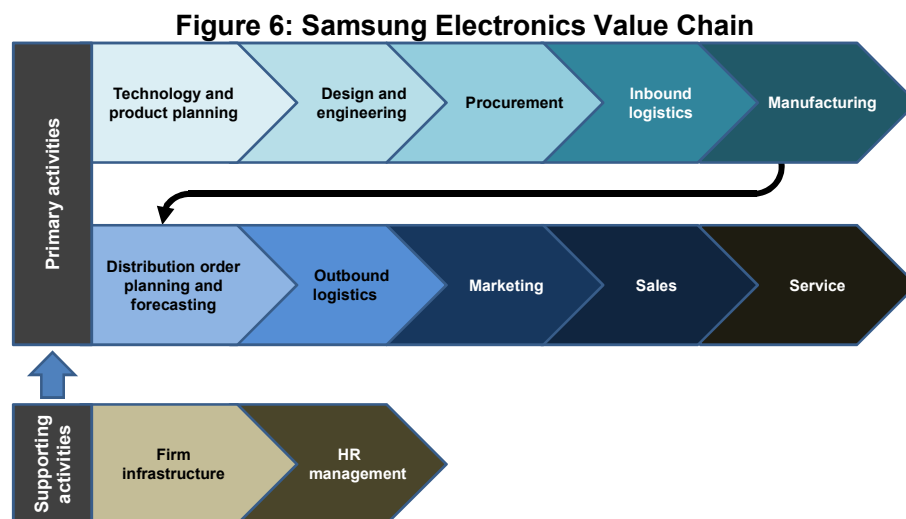 Figure 6: Samsung Electronics Value Chain
Primary activities
Technology and
product planning
Design and
engineering
Procurement
Inbound
logistics
Manufacturing
Distribution order
planning and
forecasting
Outbound
logistics
Marketing
Sales
Service
Supporting
activities
Firm
infrastructure
HR
management